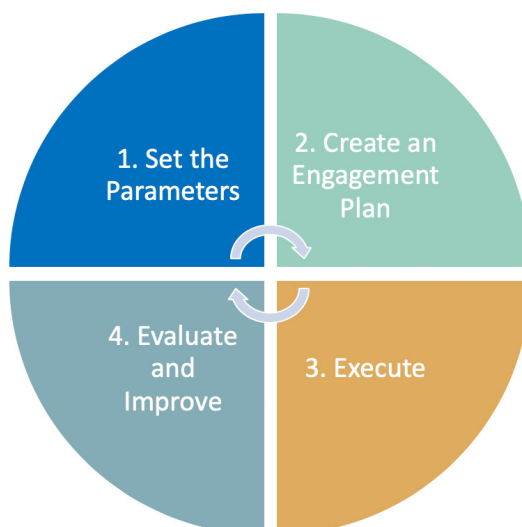 1. Set the
Parameters
2. Create an
Engagement
Plan
3. Execute
4. Evaluate
and
Improve